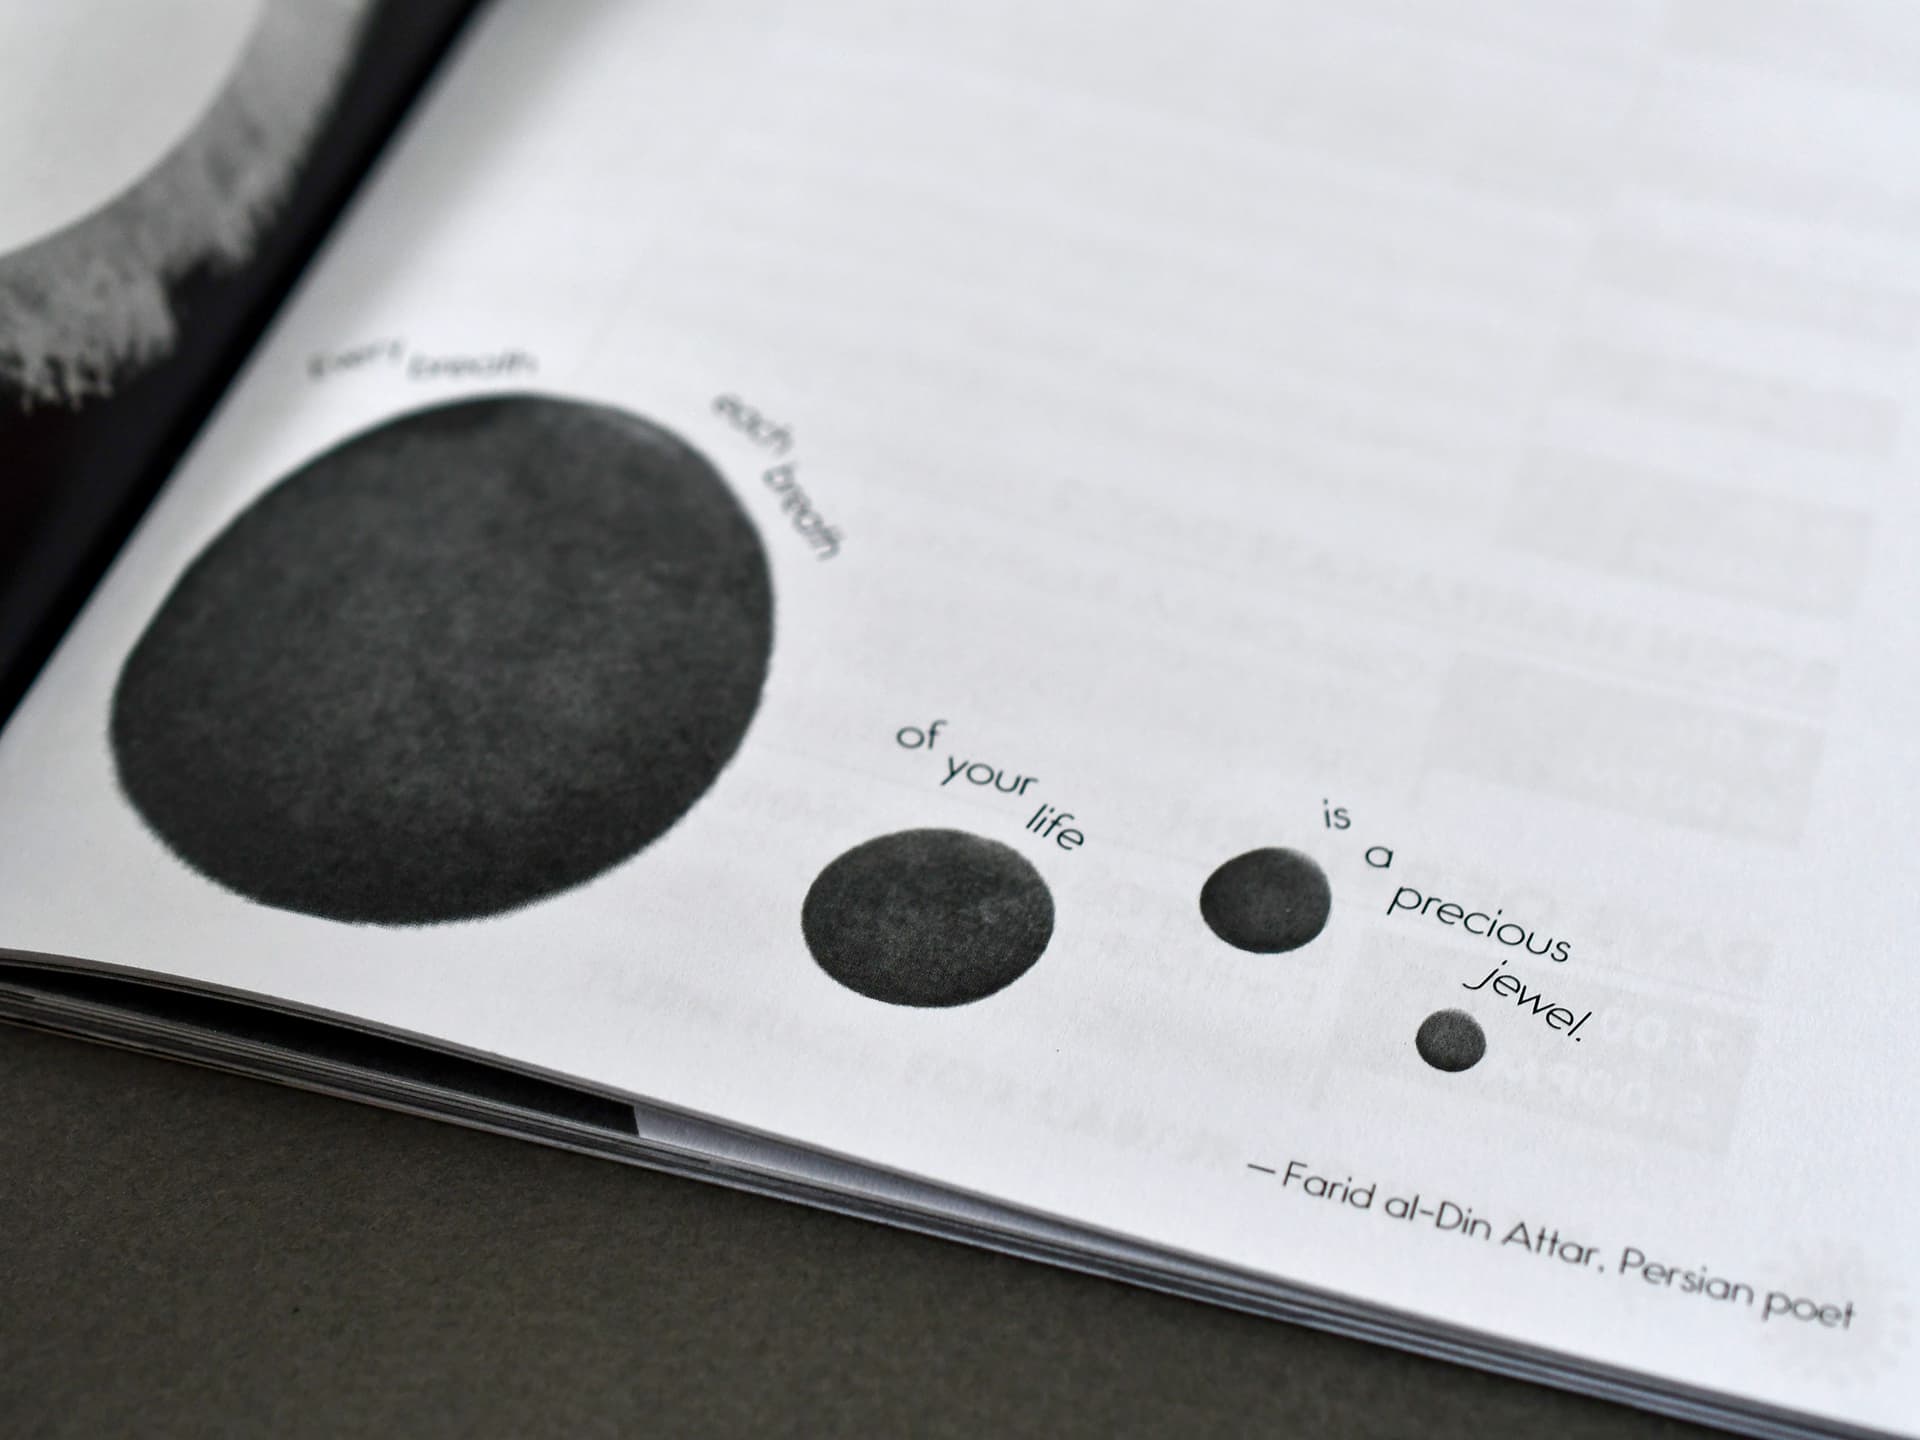 Every breath
each breath
of your life
is a precious jewel.
—Farid al-Din Attar, Persian poet